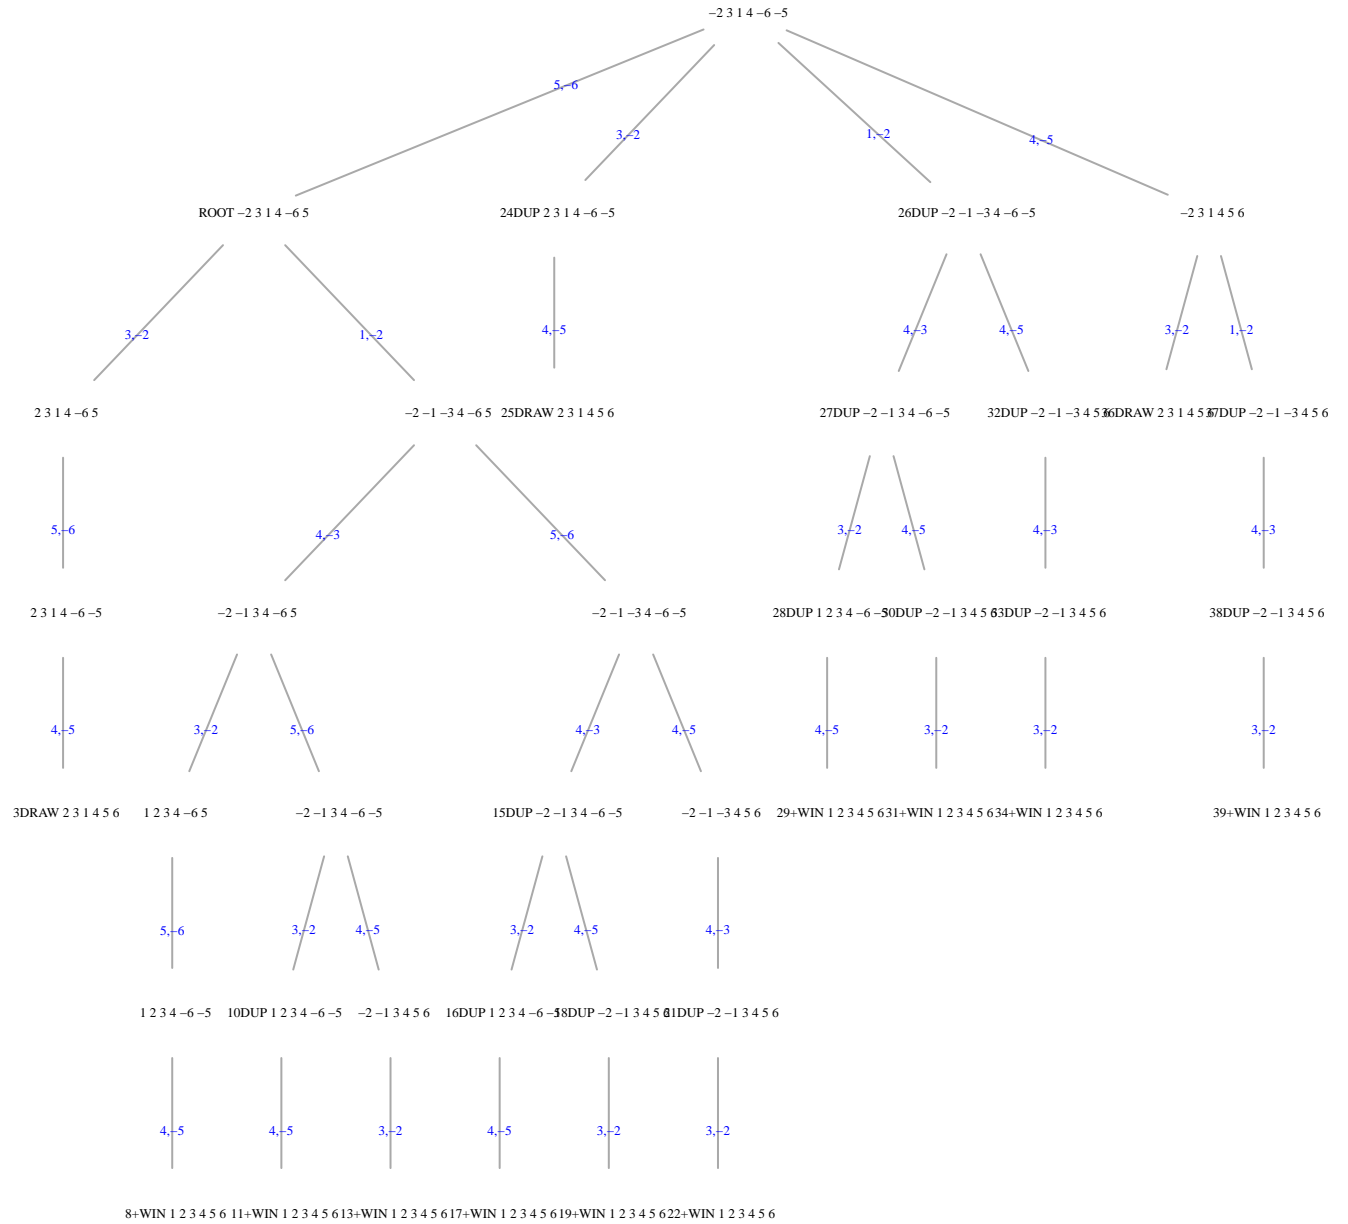 −2 3 1 4 −6 −5
5,−6
3,−2
1,−2
4,−5
ROOT −2 3 1 4 −6 5
24DUP 2 3 1 4 −6 −5
26DUP −2 −1 −3 4 −6 −5
−2 3 1 4 5 6
3,−2
1,−2
4,−5
4,−3
4,−5
3,−2
1,−2
2 3 1 4 −6 5
−2 −1 −3 4 −6 5
25DRAW 2 3 1 4 5 6
27DUP −2 −1 3 4 −6 −5
32DUP −2 −1 −3 4 5 6
36DRAW 2 3 1 4 5 6
37DUP −2 −1 −3 4 5 6
5,−6
4,−3
5,−6
3,−2
4,−5
4,−3
4,−3
2 3 1 4 −6 −5
−2 −1 3 4 −6 5
−2 −1 −3 4 −6 −5
28DUP 1 2 3 4 −6 −5
30DUP −2 −1 3 4 5 6
33DUP −2 −1 3 4 5 6
38DUP −2 −1 3 4 5 6
4,−5
3,−2
5,−6
4,−3
4,−5
4,−5
3,−2
3,−2
3,−2
3DRAW 2 3 1 4 5 6
1 2 3 4 −6 5
−2 −1 3 4 −6 −5
15DUP −2 −1 3 4 −6 −5
−2 −1 −3 4 5 6
29+WIN 1 2 3 4 5 6
31+WIN 1 2 3 4 5 6
34+WIN 1 2 3 4 5 6
39+WIN 1 2 3 4 5 6
5,−6
3,−2
4,−5
3,−2
4,−5
4,−3
1 2 3 4 −6 −5
10DUP 1 2 3 4 −6 −5
−2 −1 3 4 5 6
16DUP 1 2 3 4 −6 −5
18DUP −2 −1 3 4 5 6
21DUP −2 −1 3 4 5 6
4,−5
4,−5
3,−2
4,−5
3,−2
3,−2
8+WIN 1 2 3 4 5 6
11+WIN 1 2 3 4 5 6
13+WIN 1 2 3 4 5 6
17+WIN 1 2 3 4 5 6
19+WIN 1 2 3 4 5 6
22+WIN 1 2 3 4 5 6